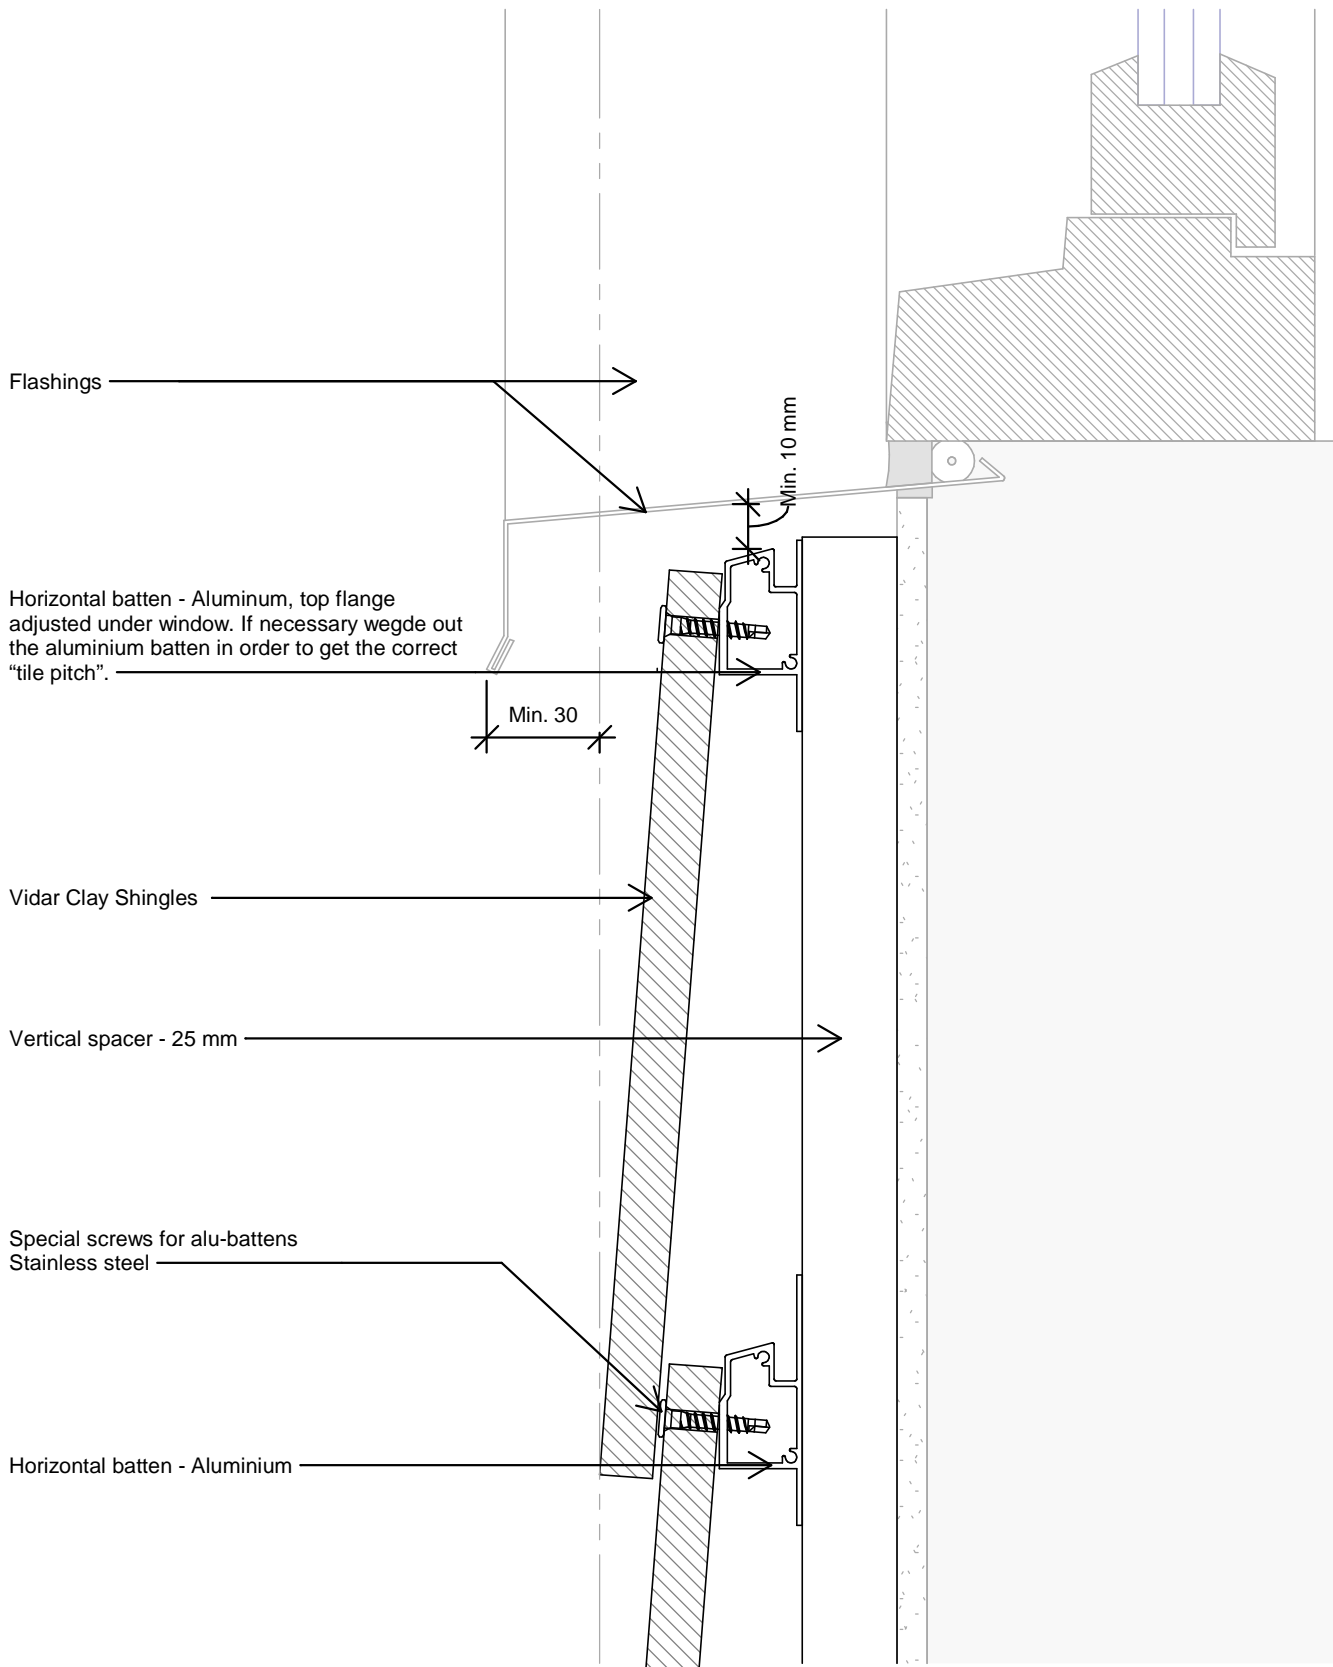 Flashings
Min. 10 mm
Horizontal batten - Aluminum, top flange
adjusted under window. If necessary wegde out
the aluminium batten in order to get the correct
“tile pitch”.
Min. 30
Vidar Clay Shingles
Vertical spacer - 25 mm
Special screws for alu-battens
Stainless steel
Horizontal batten - Aluminium